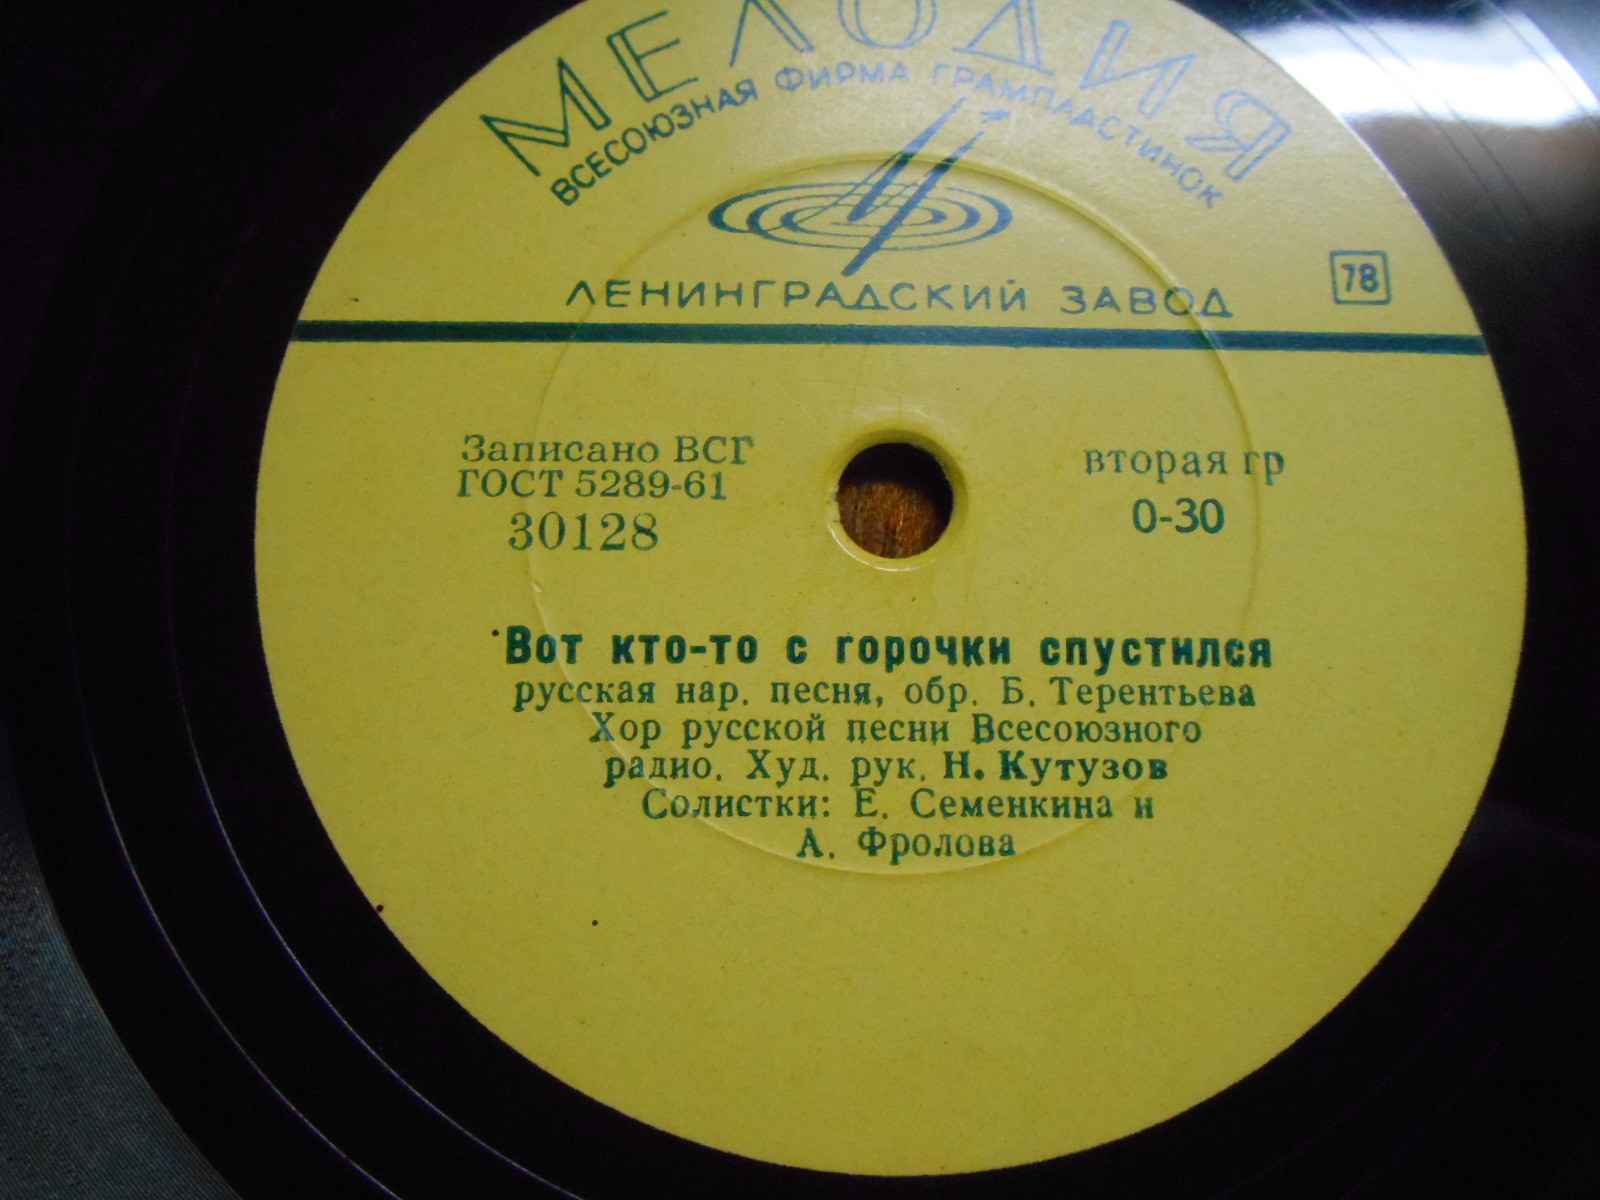 МЕЛОДИЯ
ВСЕСОЮЗНАЯ ФИРМА ГРАМПЛАСТИНОК
ЛЕНИНГРАДСКИЙ ЗАВОД
78
Записано ВСГ
ГОСТ 5289-61
30128
вторая гр
0-30
Вот кто-то с горочки спустился
русская нар. песня, обр. Б. Терентьева
Хор русской песни Всесоюзного
радио. Худ. рук. Н. Кутузов
Солистки: Е. Семенкина и
А. Фролова